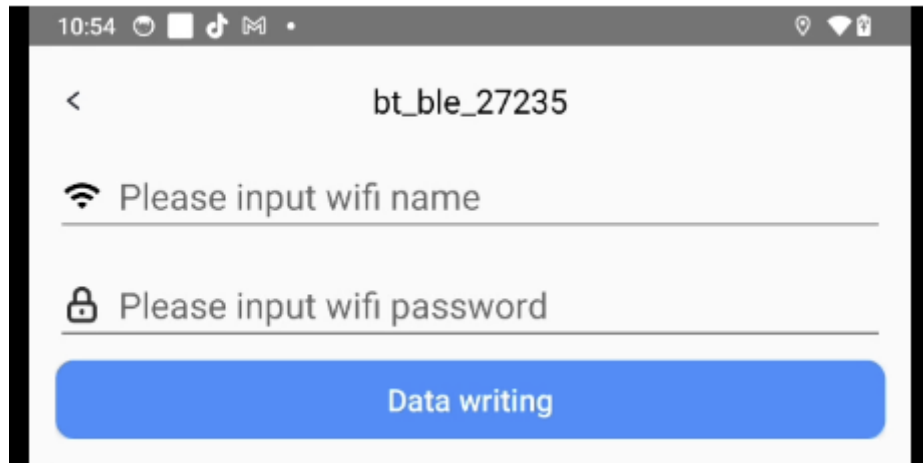 10:54
bt_ble_27235
Please input wifi name
Please input wifi password
Data writing